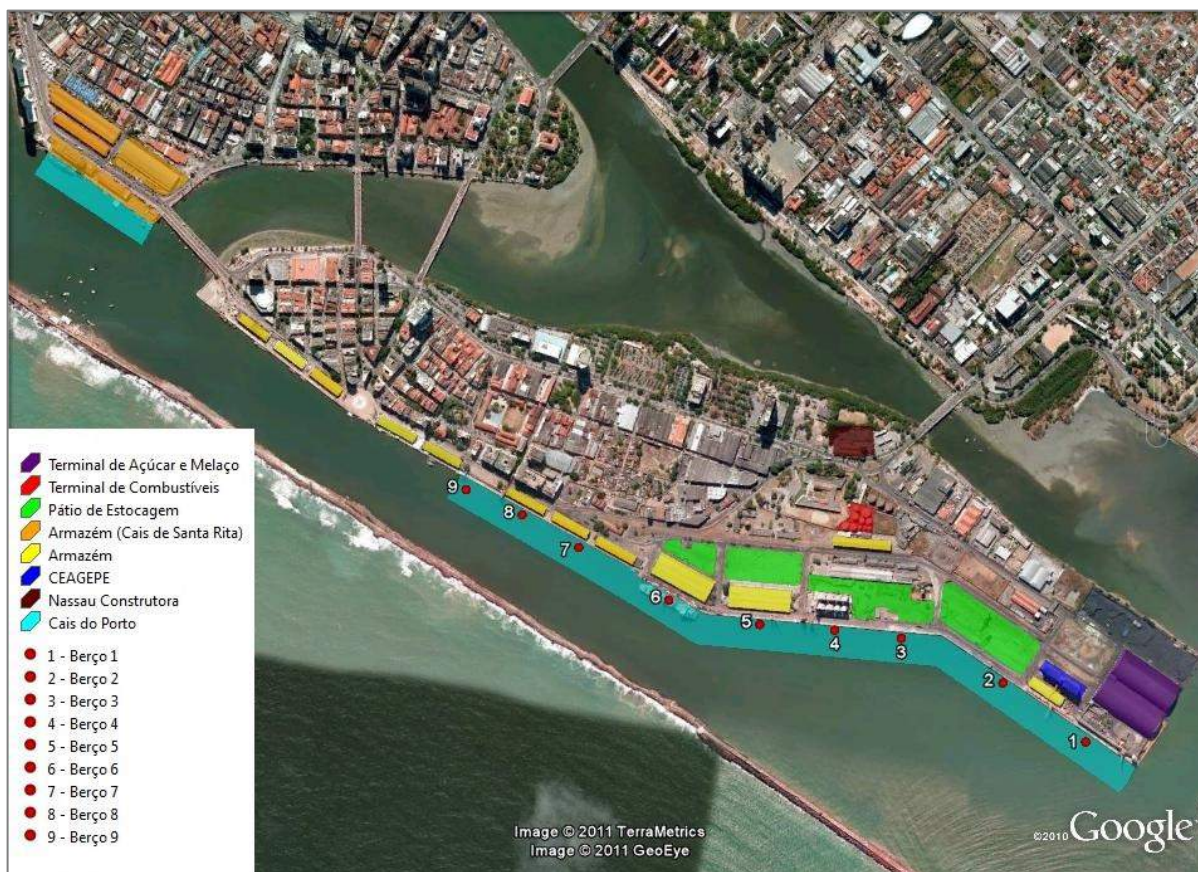 Terminal de Açúcar e Melaço
Terminal de Combustíveis
Pátio de Estocagem
Armazém (Cais de Santa Rita)
Armazém
CEAGEPE
Nassau Construtora
Cais do Porto
1 - Berço 1
2 - Berço 2
3 - Berço 3
4 - Berço 4
5 - Berço 5
6 - Berço 6
7 - Berço 7
8 - Berço 8
9 - Berço 9
9
8
7
6
5
4
3
2
1
Image © 2011 TerraMetrics
Image © 2011 GeoEye
©2010 Google